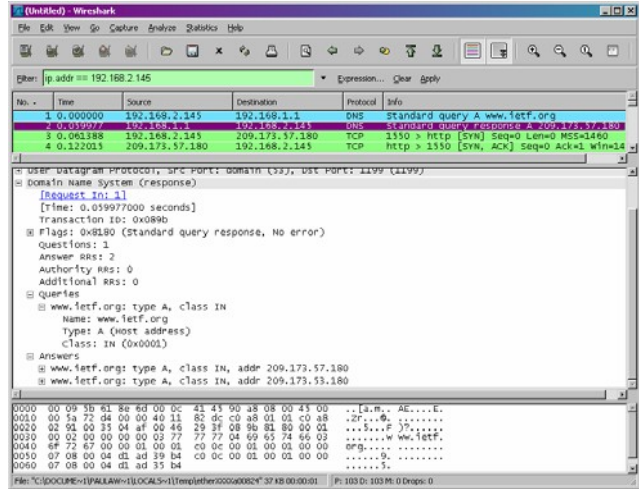 (Untitled) - Wireshark
File Edit View Go Capture Analyze Statistics Help
Filter: ip.addr == 192.168.2.145 Expression... Clear Apply
No. - Time Source Destination Protocol Info
1 0.000000 192.168.2.145 192.168.1.1 DNS Standard query A www.ietf.org
2 0.059977 192.168.1.1 192.168.2.145 DNS Standard query response A 209.173.57.180
3 0.061388 192.168.2.145 209.173.57.180 TCP 1550 > http [SYN] Seq=0 Len=0 MSS=1460
4 0.122015 209.173.57.180 192.168.2.145 TCP http > 1550 [SYN, ACK] Seq=0 Ack=1 Win=14
User Datagram Protocol, Src Port: domain (53), Dst Port: 1199 (1199)
Domain Name System (response)
[Request In: 1]
[Time: 0.059977000 seconds]
Transaction ID: 0x089b
Flags: 0x8180 (Standard query response, No error)
Questions: 1
Answer RRs: 2
Authority RRs: 0
Additional RRs: 0
Queries
www.ietf.org: type A, class IN
Name: www.ietf.org
Type: A (Host address)
Class: IN (0x0001)
Answers
www.ietf.org: type A, class IN, addr 209.173.57.180
www.ietf.org: type A, class IN, addr 209.173.53.180
0000 00 09 5b 61 8e 6d 00 0c 41 45 90 a8 08 00 45 00 ..[a.m.. AE....E.
0010 00 5a 72 d4 00 00 40 11 82 dc c0 a8 01 01 c0 a8 .Zr...@. ........
0020 02 91 00 35 04 af 00 46 29 3f 08 9b 81 80 00 01 ...5...F )?......
0030 00 02 00 00 00 00 03 77 77 77 04 69 65 74 66 03 .......w ww.ietf.
0040 6f 72 67 00 00 01 00 01 c0 0c 00 01 00 01 00 00 org..... ........
0050 07 08 00 04 d1 ad 39 b4 c0 0c 00 01 00 01 00 00 ......9. ........
0060 07 08 00 04 d1 ad 35 b4 ......5.
File: "C:\DOCUME~1\PAULAW~1\LOCALS~1\Temp\etherXXXXa00824" 37 KB 00:00:01 P: 103 D: 103 M: 0 Drops: 0